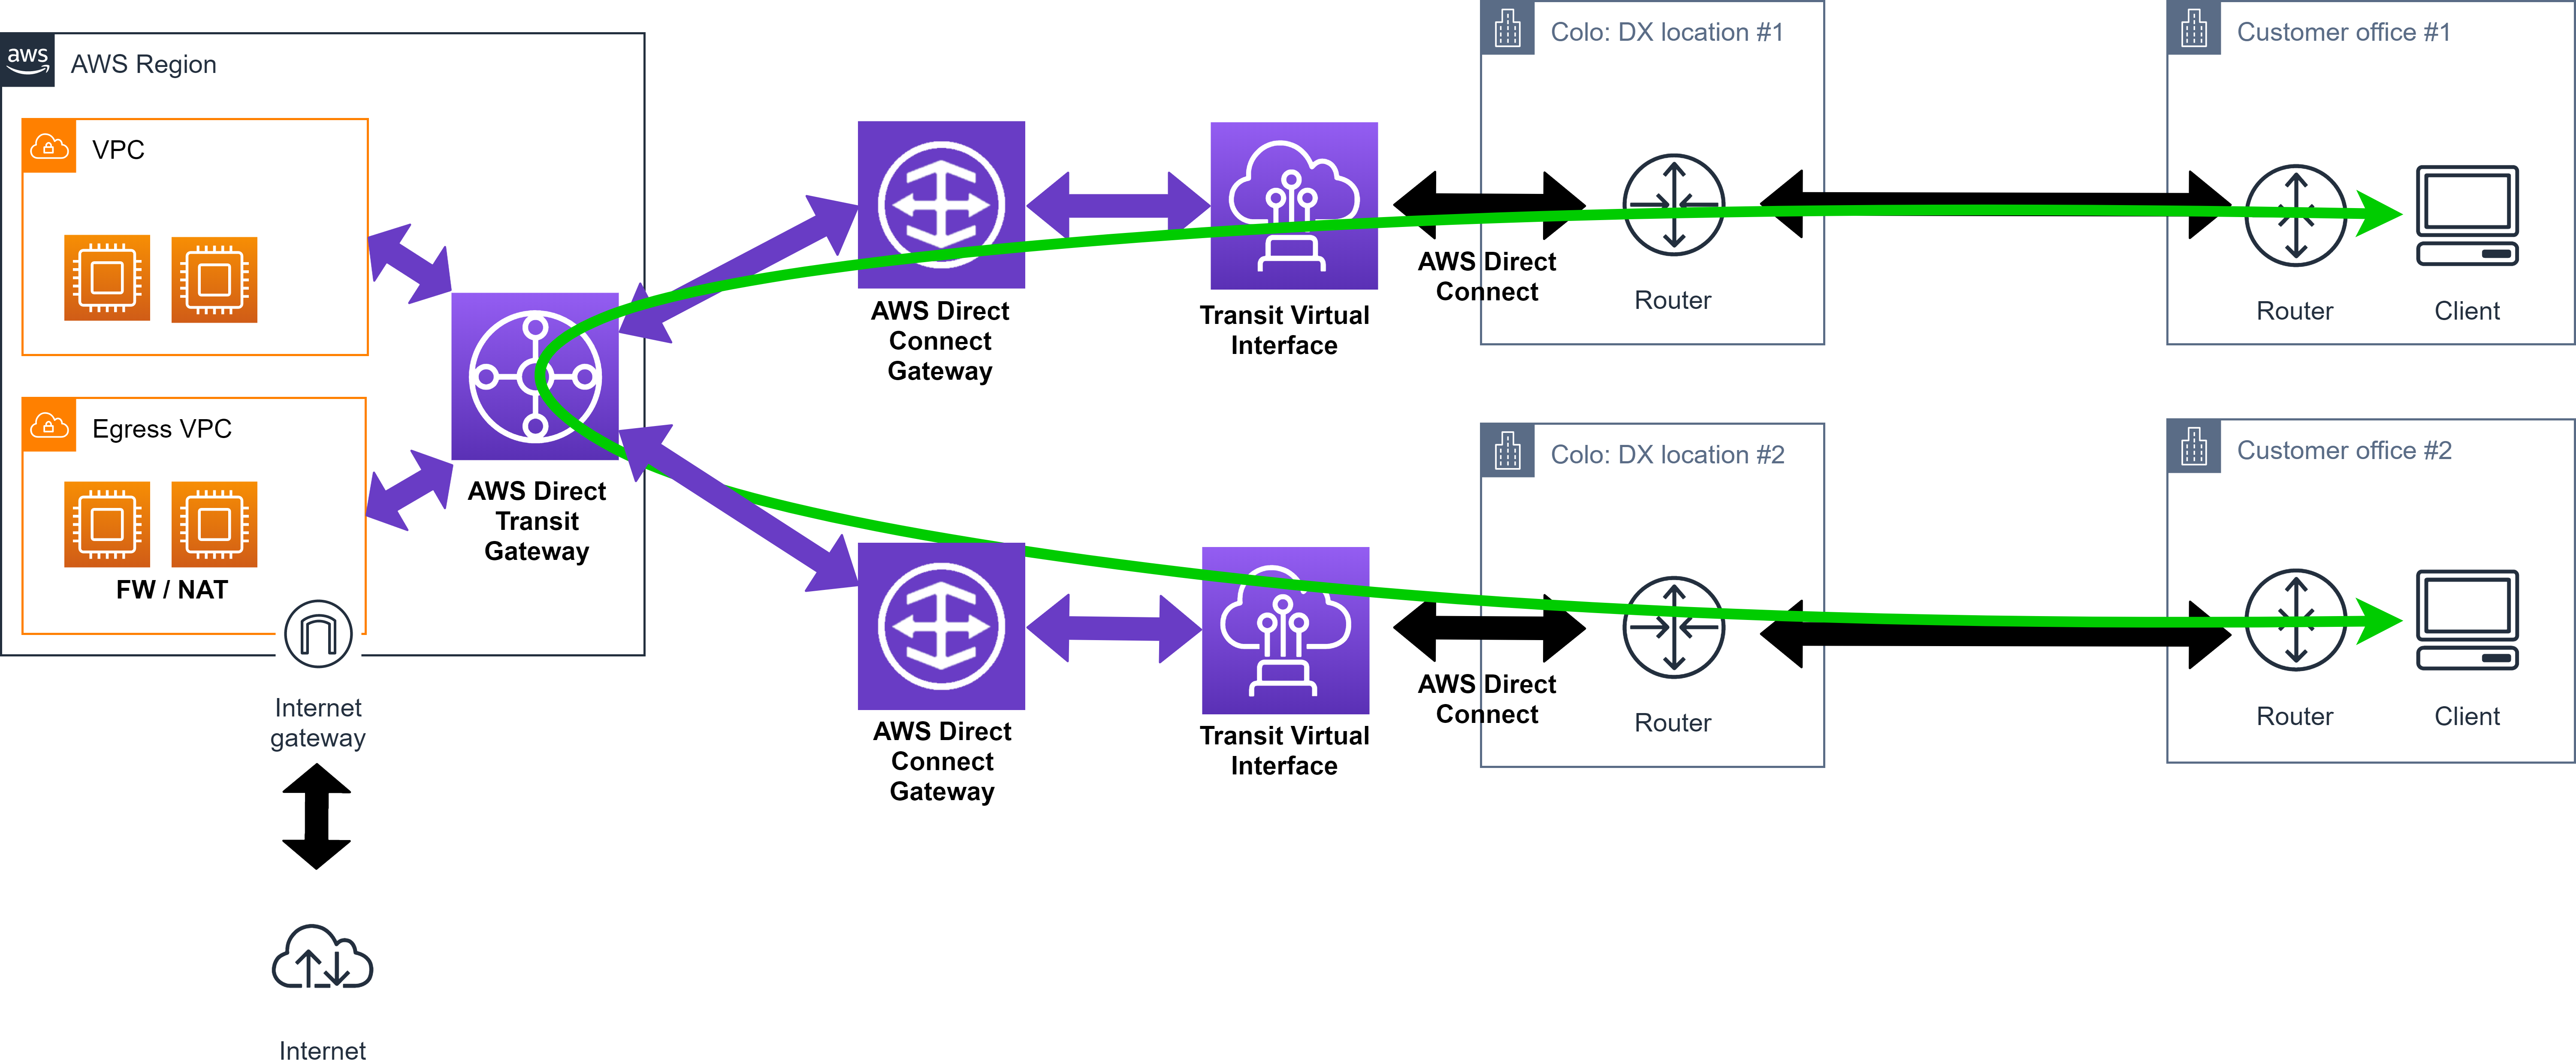 aws
AWS Region
VPC
Egress VPC
FW / NAT
Internet
gateway
Internet
AWS Direct
Transit
Gateway
AWS Direct
Connect
Gateway
Transit Virtual
Interface
AWS Direct
Connect
Colo: DX location #1
Router
Customer office #1
Router
Client
AWS Direct
Connect
Gateway
Transit Virtual
Interface
AWS Direct
Connect
Colo: DX location #2
Router
Customer office #2
Router
Client